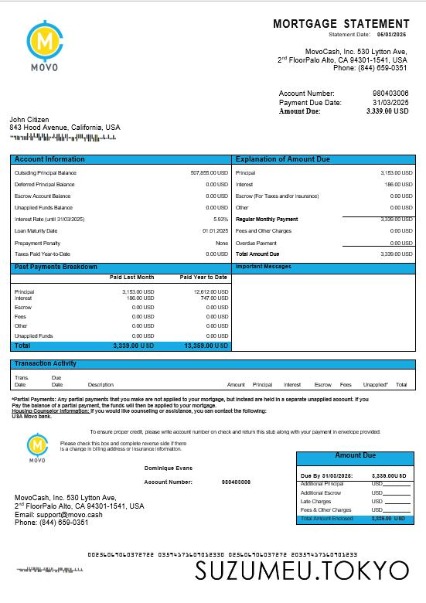 MORTGAGE STATEMENT
Statement Date: 05/01/2025
MOVO
MovoCash, Inc. 530 Lytton Ave,
2nd FloorPalo Alto, CA 94301-1541, USA
Phone: (844) 659-0351
Account Number: 980403006
Payment Due Date: 31/03/2025
Amount Due: 3,339.00 USD
John Citizen
843 Hood Avenue, California, USA
Account Information
Outsding Principal Balance 507,655.00 USD
Deferred Principal Balance 0.00 USD
Escrow Account Balance 0.00 USD
Unapplied Funds Balance 0.00 USD
Interest Rate (until 31/03/2025)
Loan Maturity Date 01.01.2025
Prepayment Penalty None
Taxes Paid Year-to-Date 0.00 USD
Explanation of Amount Due
Principal 3,153.00 USD
Interest 186.00 USD
Escrow (For Taxes and/or Insurance) 0.00 USD
Other 0.00 USD
Regular Monthly Payment 3,339.00 USD
Fees and Other Charges 0.00 USD
Overdue Payment 0.00 USD
Total Amount Due 3,339.00 USD
Past Payments Breakdown
Paid Last Month Paid Year to Date
Principal 3,153.00 USD 12,612.00 USD
Interest 186.00 USD 747.00 USD
Escrow 0.00 USD 0.00 USD
Fees 0.00 USD 0.00 USD
Other 0.00 USD 0.00 USD
Unapplied Funds 0.00 USD 0.00 USD
Total 3,339.00 USD 13,359.00 USD
Important Messages
Transaction Activity
Trans. Date Due Date Description Amount Principal Interest Escrow Fees Unapplied* Total
*Partial Payments: Any partial payments that you make are not applied to your mortgage, but instead are held in a separate unapplied account. If you
Pay the balance of a partial payment, the funds will then be applied to your mortgage.
Housing Counselor Information: If you would like counseling or assistance, you can contact the following:
USA Movo bank.
To ensure proper credit, please write account number on check and return this stub along with your payment in envelope provided.
MOVO
Please check this box and complete reverse side if there
is a change in billing address or insurance information.
Dominique Evans
Account Number: 980403006
MovoCash, Inc. 530 Lytton Ave,
2nd FloorPalo Alto, CA 94301-1541, USA
Email: support@movo.cash
Phone: (844) 659-0351
Amount Due
Due By 31/03/2025: 3,339.00USD
Additional Principal USD
Additional Escrow USD
Late Charges USD
Fees & Other Charges USD
Total Amount Enclosed 3,339.00 USD
SUZUMEU.TOKYO